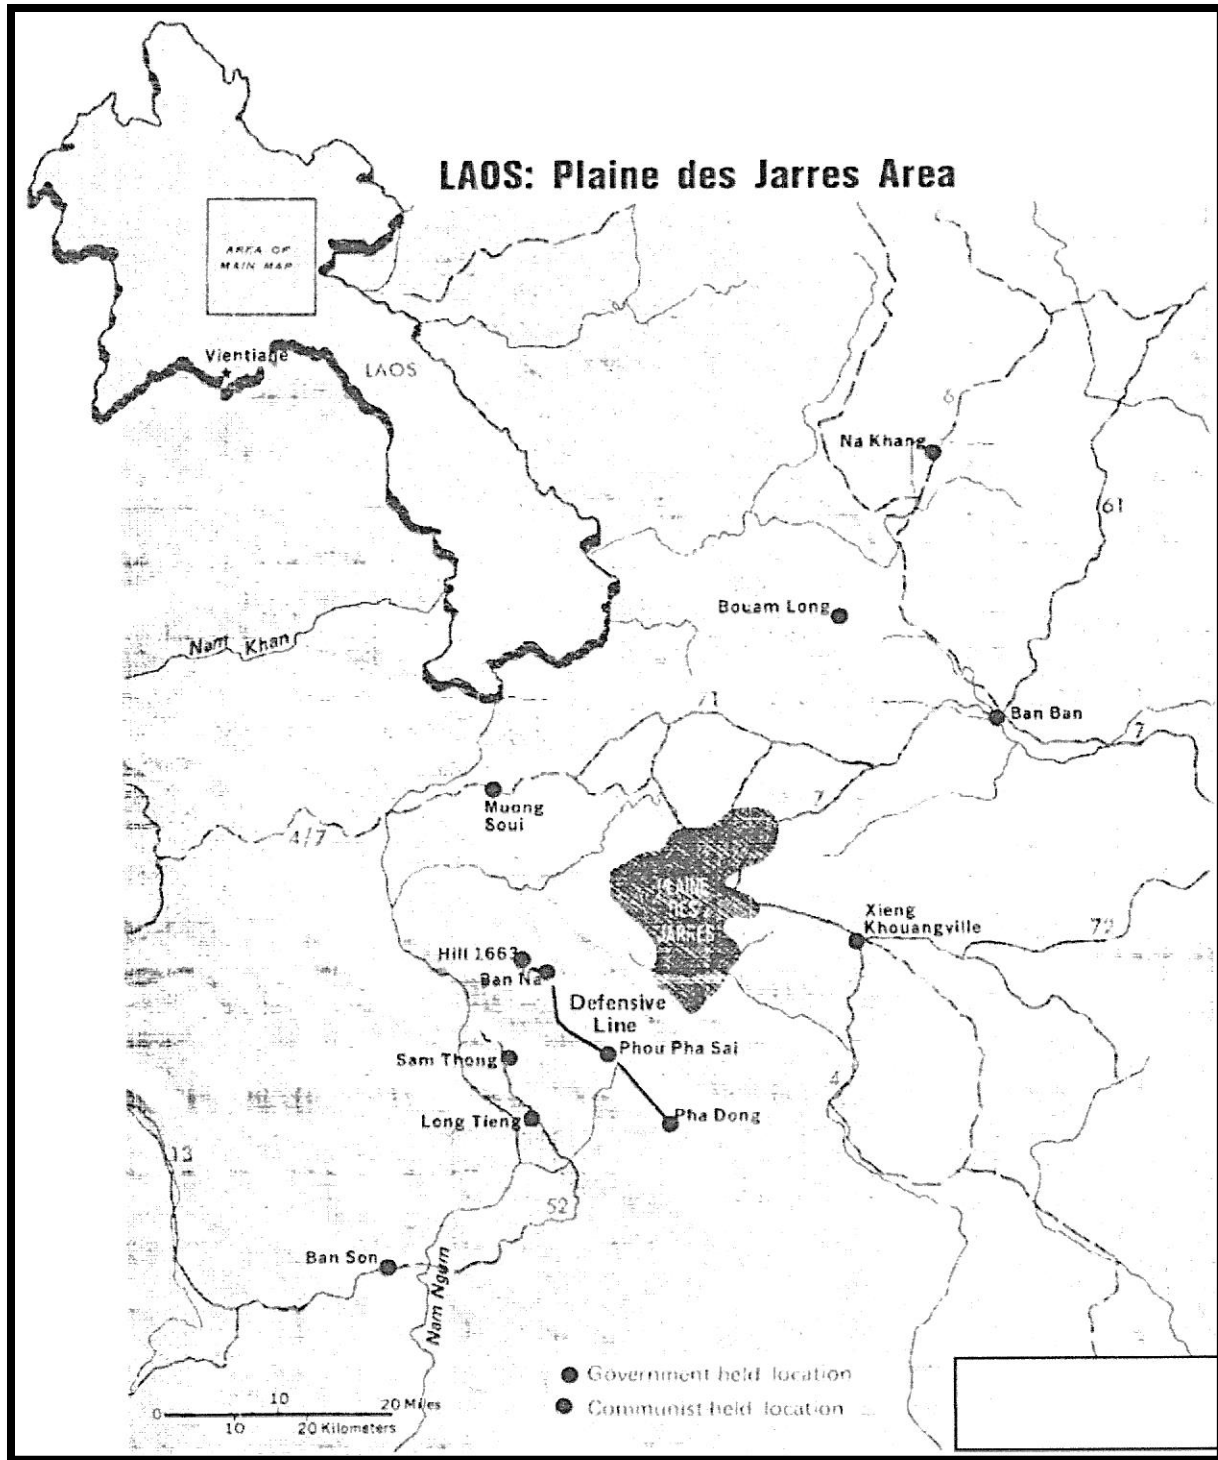 LAOS: Plaine des Jarres Area
AREA OF
MAIN MAP
Vientiane
LAOS
6
Na Khang
61
Bouam Long
Nam Khan
71
Ban Ban
7
Muong
Soui
7
4/7
PLAINE
DES
JARRES
Xieng
Khouangville
72
Hill 1663
Ban Na
Defensive
Line
Phou Pha Sai
Sam Thong
4
Long Tieng
Pha Dong
13
52
Ban Son
Nam Ngum
Government held location
Communist held location
0 10 20 Miles
10 20 Kilometers